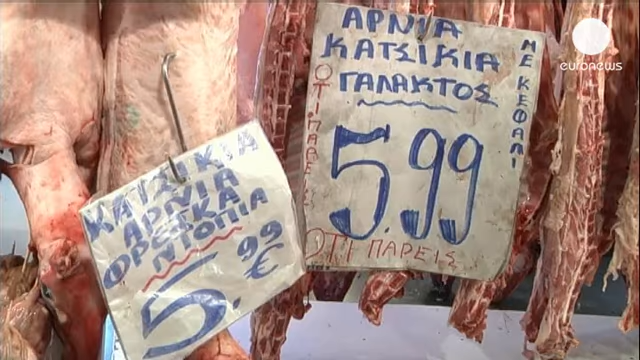 ΑΡΝΙΑ
ΚΑΤΣΙΚΙΑ
ΓΑΛΑΚΤΟΣ
5.99
ΟΤΙ ΠΑΡΕΙΣ
ΟΤΙ ΠΑΡΕΙΣ
ΜΕ ΚΕΦΑΛΙ
ΚΑΤΣΙΚΙΑ
ΑΡΝΙΑ
ΦΡΕΣΚΑ
ΝΤΟΠΙΑ
5.99€
euronews